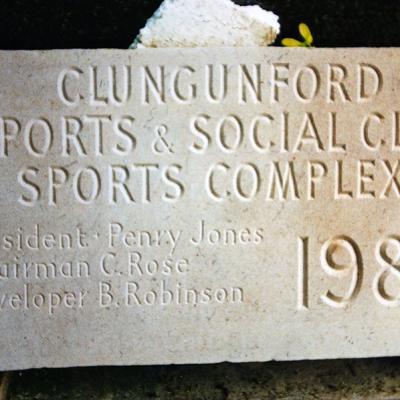 CLUNGUNFORD
PORTS & SOCIAL CL
SPORTS COMPLEX
sident · Penry Jones
airman C. Rose
veloper B. Robinson
198